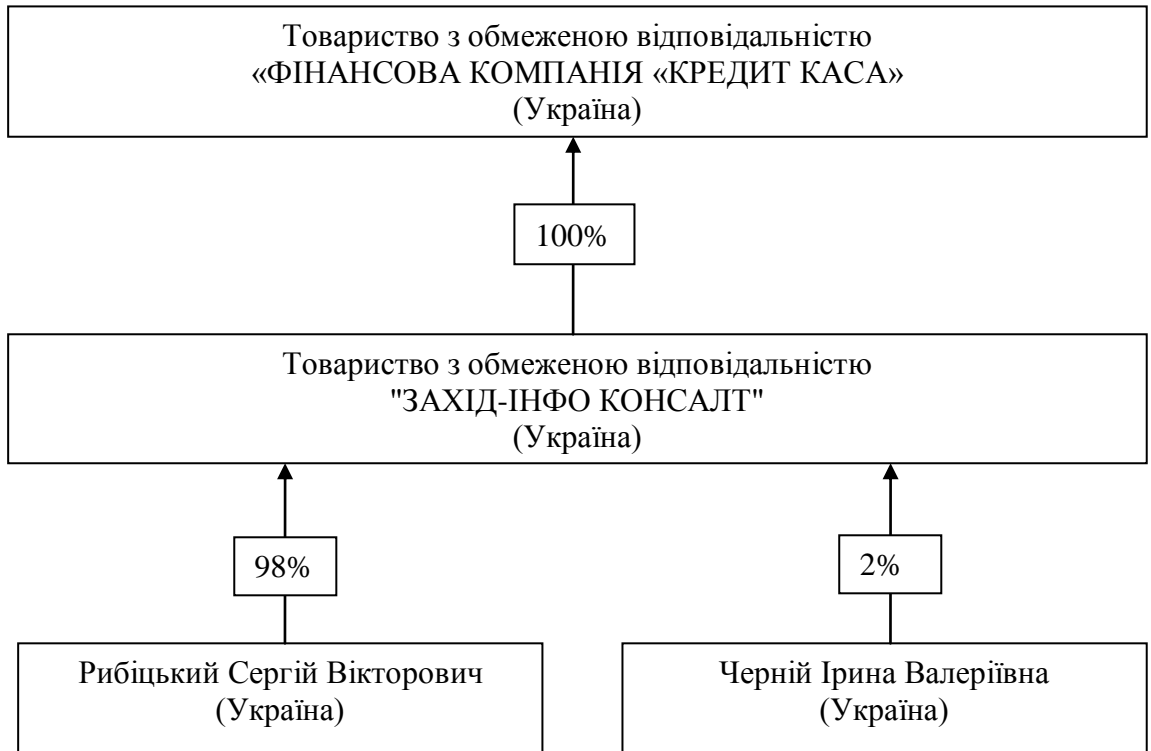 Товариство з обмеженою відповідальністю
«ФІНАНСОВА КОМПАНІЯ «КРЕДИТ КАСА»
(Україна)
100%
Товариство з обмеженою відповідальністю
"ЗАХІД-ІНФО КОНСАЛТ"
(Україна)
98%
2%
Рибіцький Сергій Вікторович
(Україна)
Черній Ірина Валеріївна
(Україна)